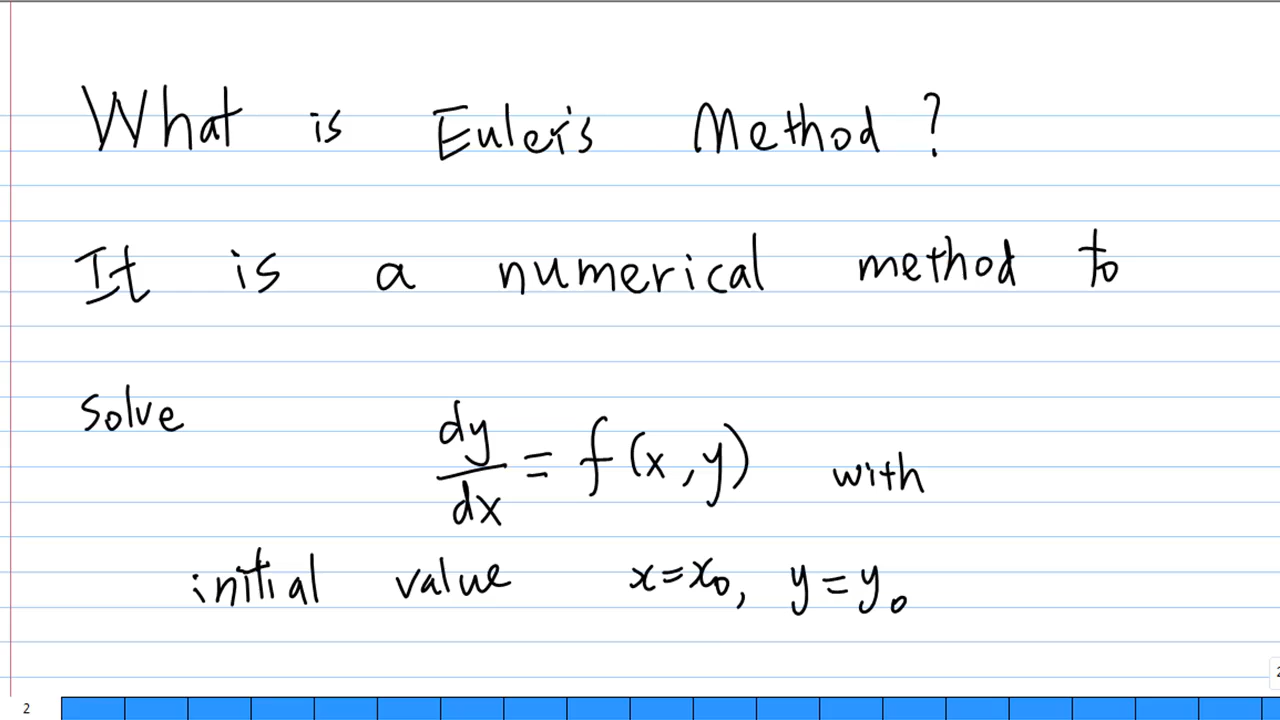 What is Euler's Method?
It is a numerical method to
solve dy/dx = f(x,y) with
initial value x=x₀, y=y₀
2